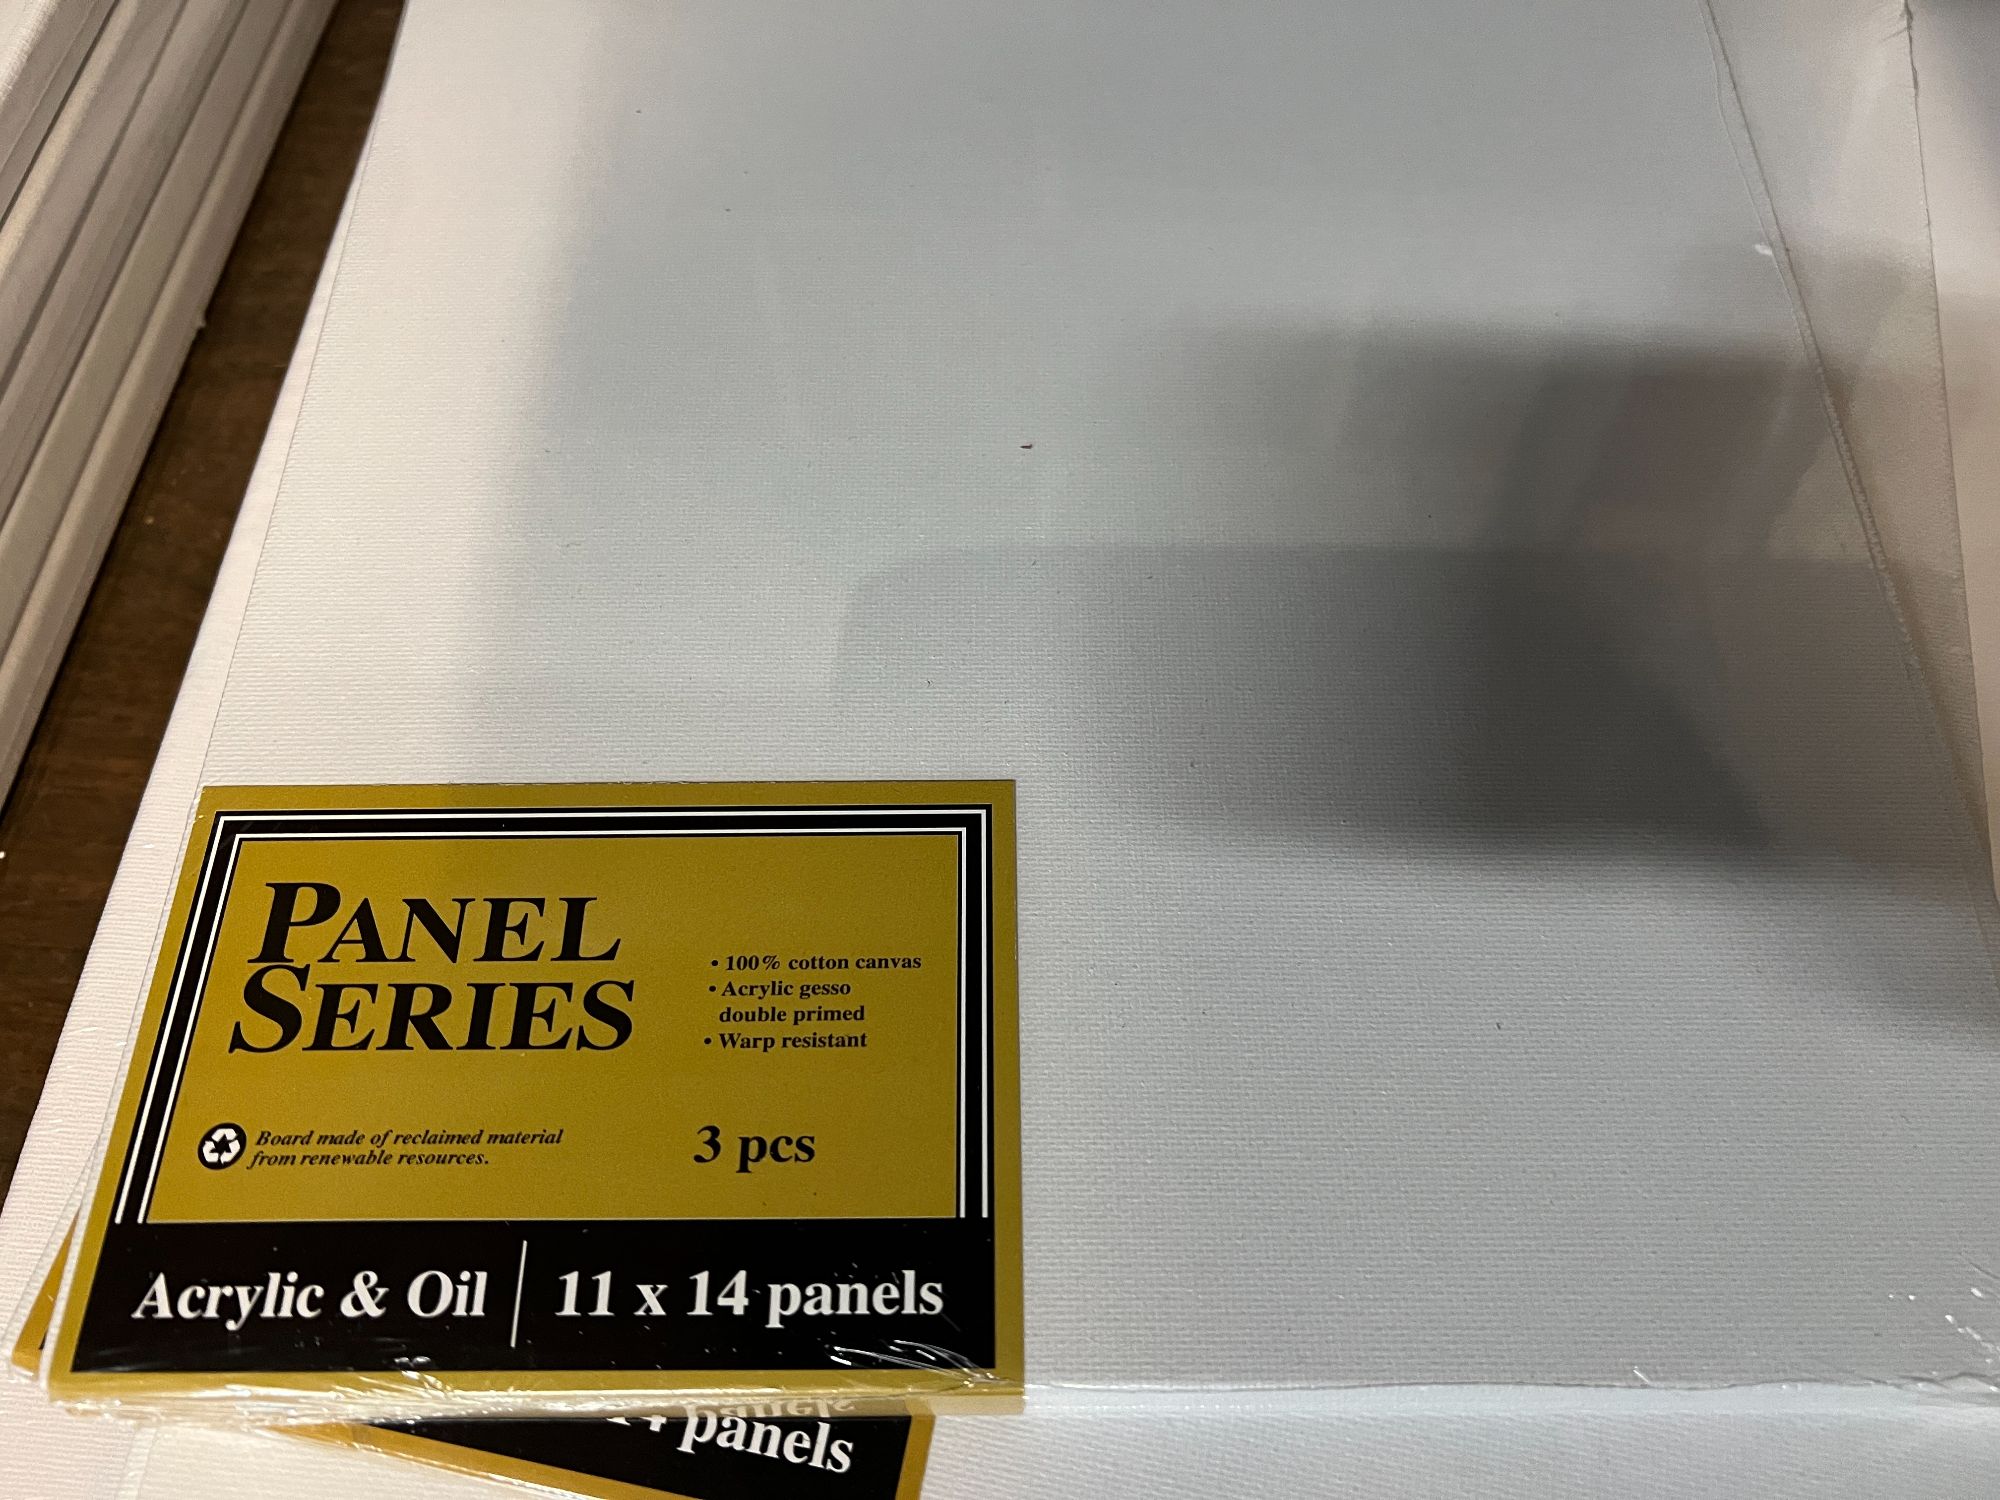 PANEL
SERIES
• 100% cotton canvas
• Acrylic gesso
double primed
• Warp resistant
Board made of reclaimed material
from renewable resources.
3 pcs
Acrylic & Oil | 11 x 14 panels
panels